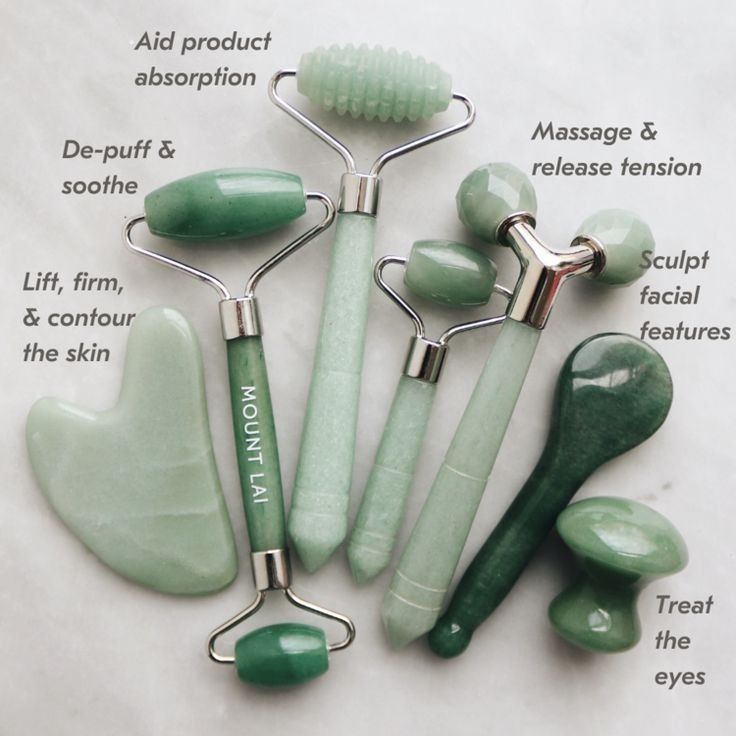 Aid product
absorption
De-puff &
soothe
Massage &
release tension
Lift, firm,
& contour
the skin
Sculpt
facial
features
MOUNT LAI
Treat
the
eyes